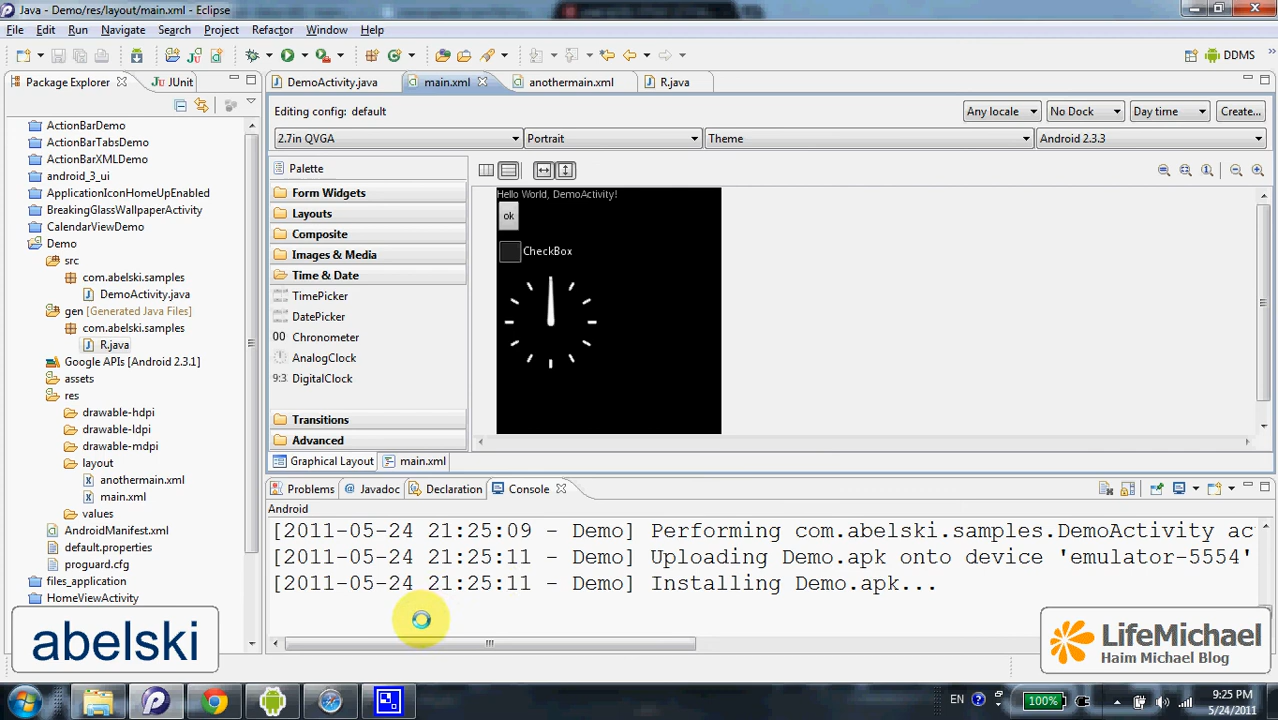 Java - Demo/res/layout/main.xml - Eclipse
File Edit Run Navigate Search Project Refactor Window Help
DDMS
Package Explorer JUnit
DemoActivity.java main.xml anothermain.xml R.java
Editing config: default Any locale No Dock Day time Create...
2.7in QVGA Portrait Theme Android 2.3.3
ActionBarDemo
ActionBarTabsDemo
ActionBarXMLDemo
android_3_ui
ApplicationIconHomeUpEnabled
BreakingGlassWallpaperActivity
CalendarViewDemo
Demo
src
com.abelski.samples
DemoActivity.java
gen [Generated Java Files]
com.abelski.samples
R.java
Google APIs [Android 2.3.1]
assets
res
drawable-hdpi
drawable-ldpi
drawable-mdpi
layout
anothermain.xml
main.xml
values
AndroidManifest.xml
default.properties
proguard.cfg
files_application
HomeViewActivity
Palette
Form Widgets
Layouts
Composite
Images & Media
Time & Date
TimePicker
DatePicker
00 Chronometer
AnalogClock
9:3 DigitalClock
Transitions
Advanced
Hello World, DemoActivity!
ok
CheckBox
Graphical Layout main.xml
Problems @ Javadoc Declaration Console
Android
[2011-05-24 21:25:09 - Demo] Performing com.abelski.samples.DemoActivity ac
[2011-05-24 21:25:11 - Demo] Uploading Demo.apk onto device 'emulator-5554'
[2011-05-24 21:25:11 - Demo] Installing Demo.apk...
abelski
LifeMichael
Haim Michael Blog
EN 100% 9:25 PM
5/24/2011